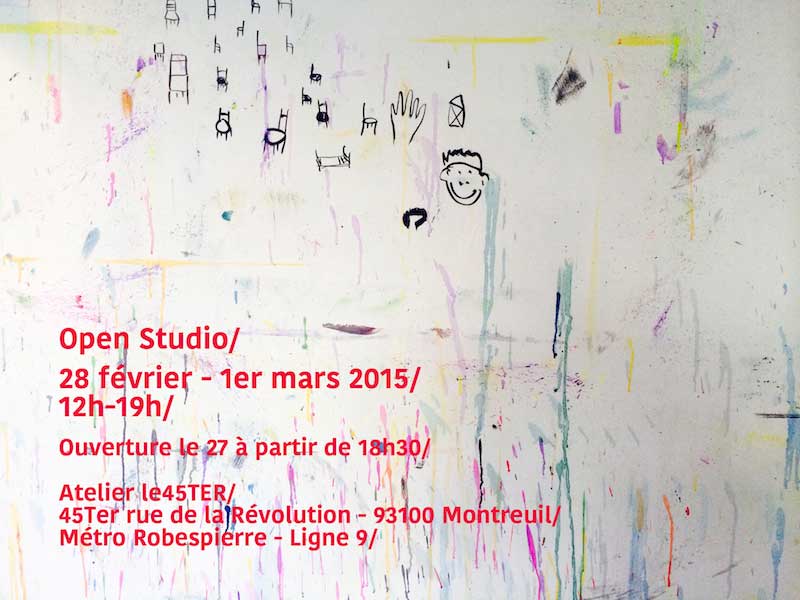 Open Studio/
28 février - 1er mars 2015/
12h-19h/
Ouverture le 27 à partir de 18h30/
Atelier le45TER/
45Ter rue de la Révolution - 93100 Montreuil/
Métro Robespierre - Ligne 9/